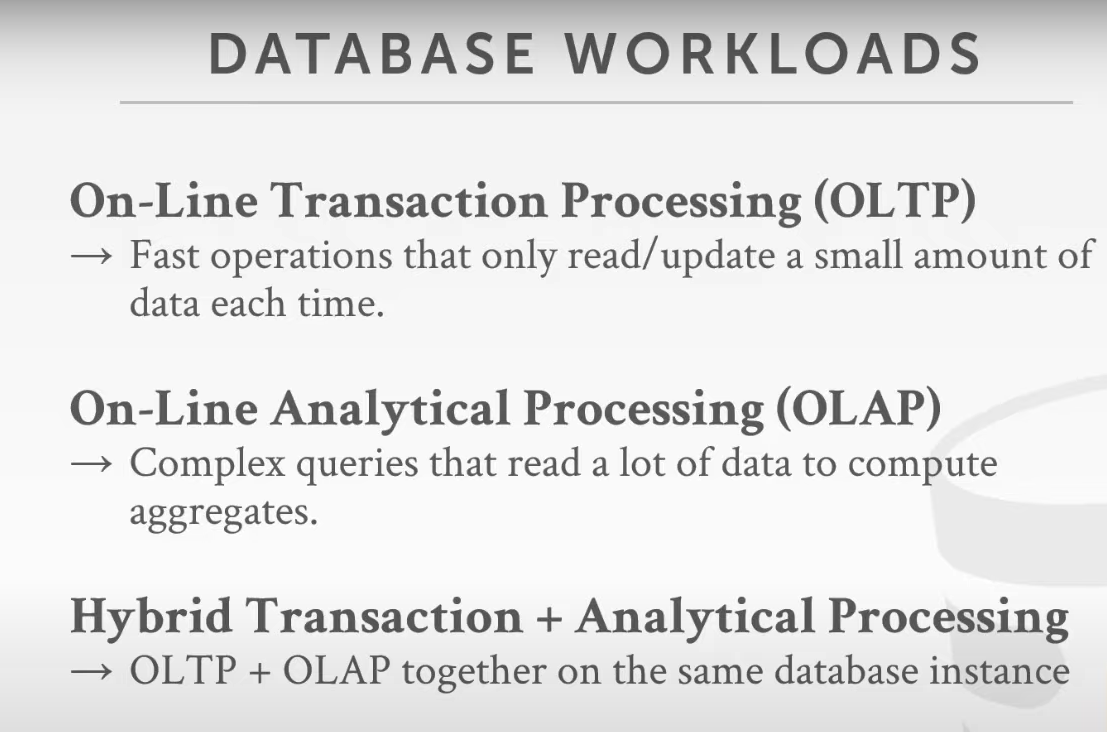 DATABASE WORKLOADS
On-Line Transaction Processing (OLTP)
→ Fast operations that only read/update a small amount of
data each time.
On-Line Analytical Processing (OLAP)
→ Complex queries that read a lot of data to compute
aggregates.
Hybrid Transaction + Analytical Processing
→ OLTP + OLAP together on the same database instance